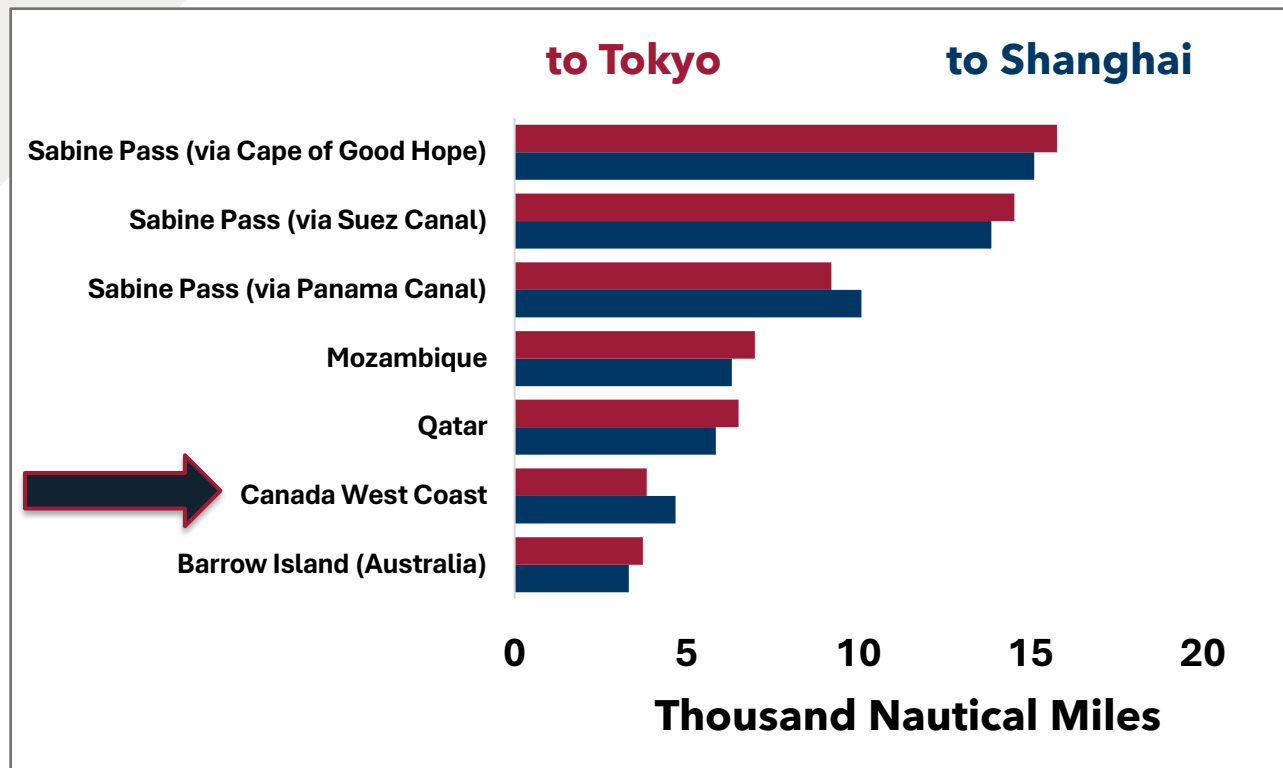 to Tokyo to Shanghai
Sabine Pass (via Cape of Good Hope)
Sabine Pass (via Suez Canal)
Sabine Pass (via Panama Canal)
Mozambique
Qatar
Canada West Coast
Barrow Island (Australia)
0 5 10 15 20
Thousand Nautical Miles